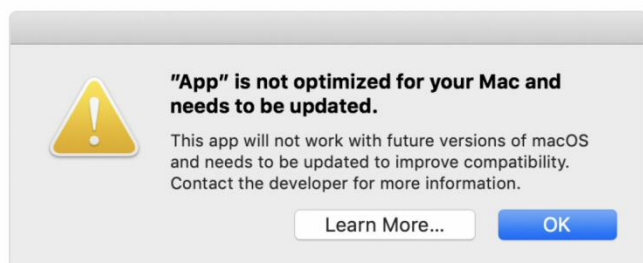 "App" is not optimized for your Mac and
needs to be updated.
This app will not work with future versions of macOS
and needs to be updated to improve compatibility.
Contact the developer for more information.
Learn More...
OK